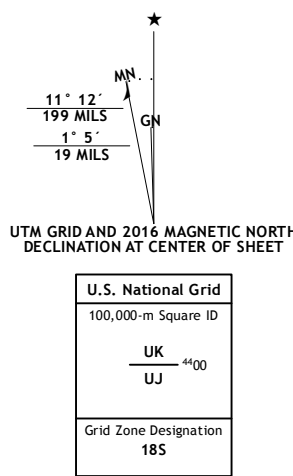 ★
MN
GN
11° 12´
199 MILS
1° 5´
19 MILS
UTM GRID AND 2016 MAGNETIC NORTH
DECLINATION AT CENTER OF SHEET
U.S. National Grid
100,000-m Square ID
UK
4400
UJ
Grid Zone Designation
18S